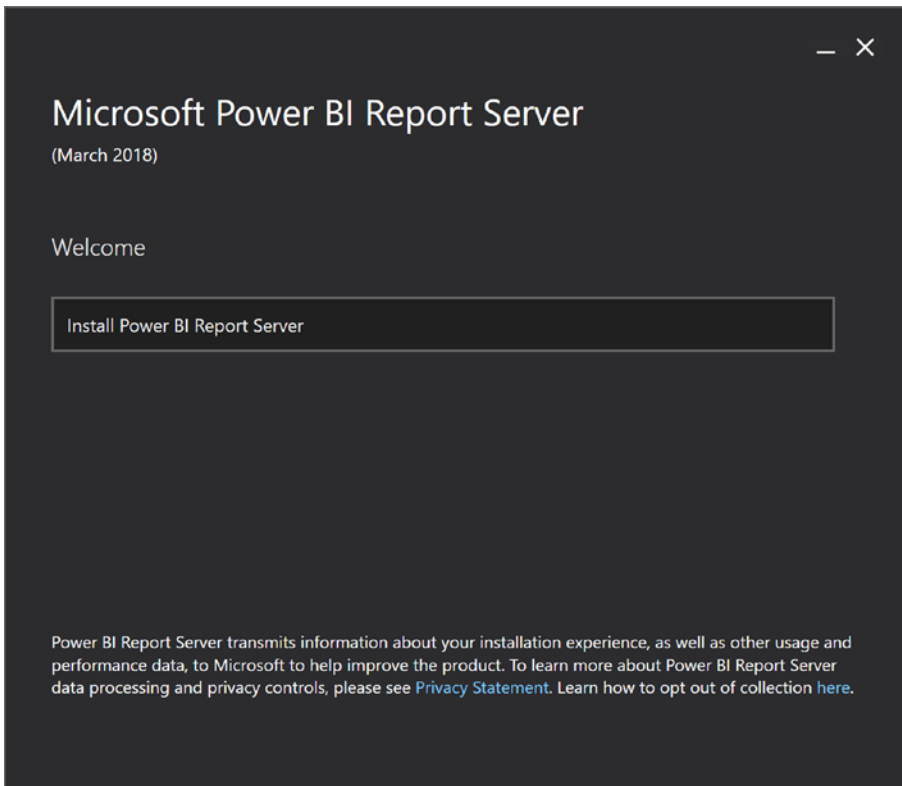 Microsoft Power BI Report Server
(March 2018)
Welcome
Install Power BI Report Server
Power BI Report Server transmits information about your installation experience, as well as other usage and
performance data, to Microsoft to help improve the product. To learn more about Power BI Report Server
data processing and privacy controls, please see Privacy Statement. Learn how to opt out of collection here.